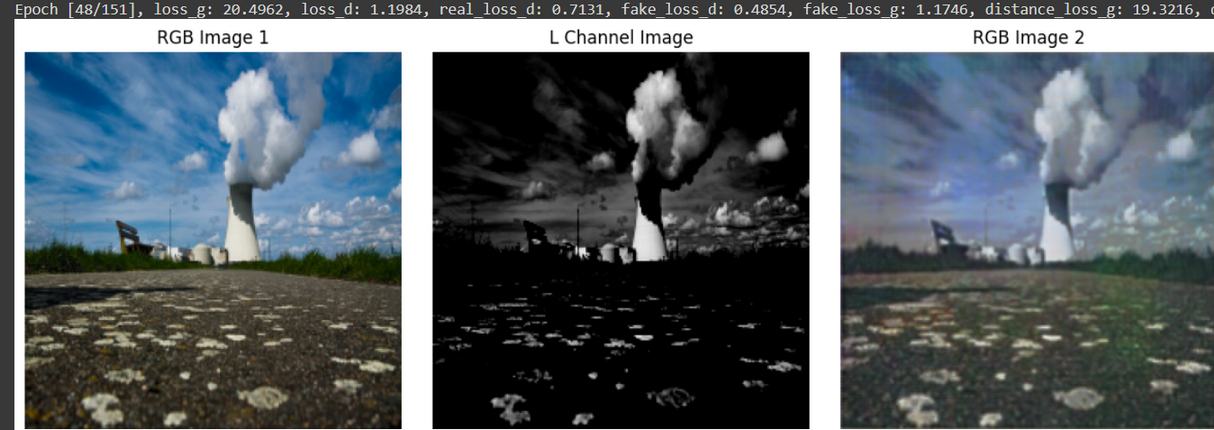 Epoch [48/151], loss_g: 20.4962, loss_d: 1.1984, real_loss_d: 0.7131, fake_loss_d: 0.4854, fake_loss_g: 1.1746, distance_loss_g: 19.3216,
RGB Image 1
L Channel Image
RGB Image 2